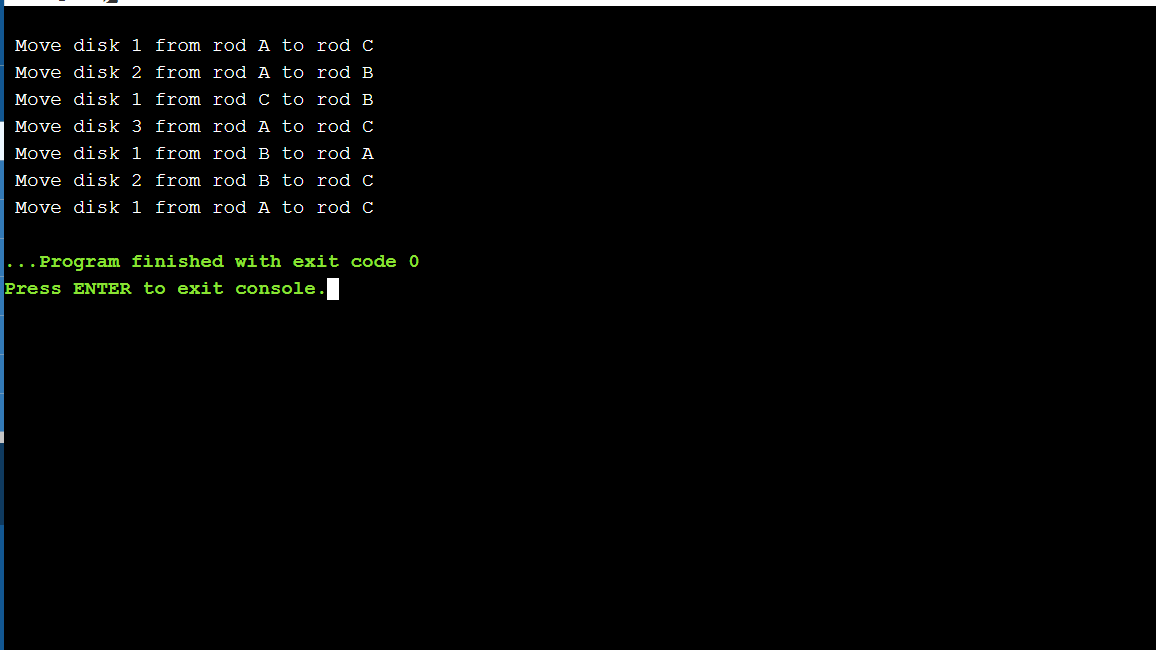 Move disk 1 from rod A to rod C
Move disk 2 from rod A to rod B
Move disk 1 from rod C to rod B
Move disk 3 from rod A to rod C
Move disk 1 from rod B to rod A
Move disk 2 from rod B to rod C
Move disk 1 from rod A to rod C
...Program finished with exit code 0
Press ENTER to exit console.